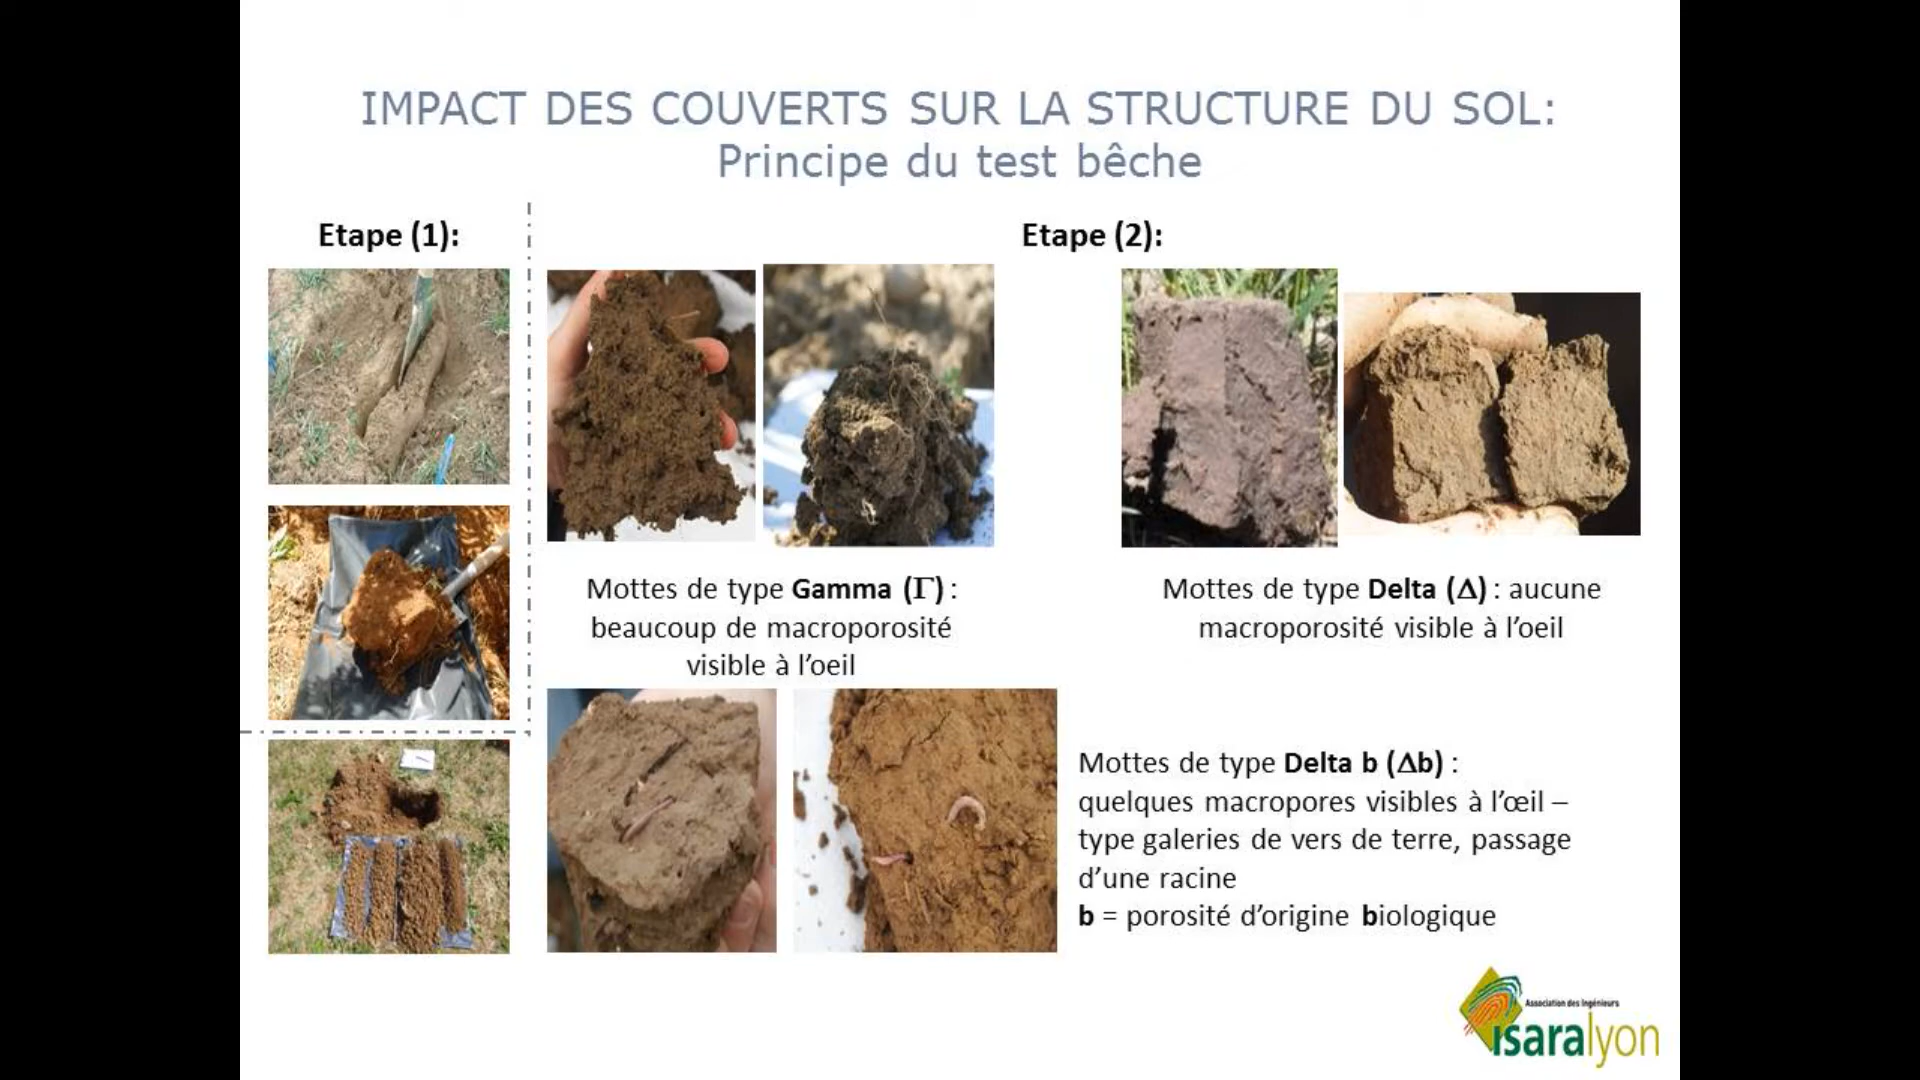 IMPACT DES COUVERTS SUR LA STRUCTURE DU SOL:
Principe du test bêche
Etape (1):
Etape (2):
Mottes de type Gamma (Γ) :
beaucoup de macroporosité
visible à l'oeil
Mottes de type Delta (Δ) : aucune
macroporosité visible à l'oeil
Mottes de type Delta b (Δb) :
quelques macropores visibles à l'œil –
type galeries de vers de terre, passage
d'une racine
b = porosité d'origine biologique
Association des Ingénieurs
isaralyon